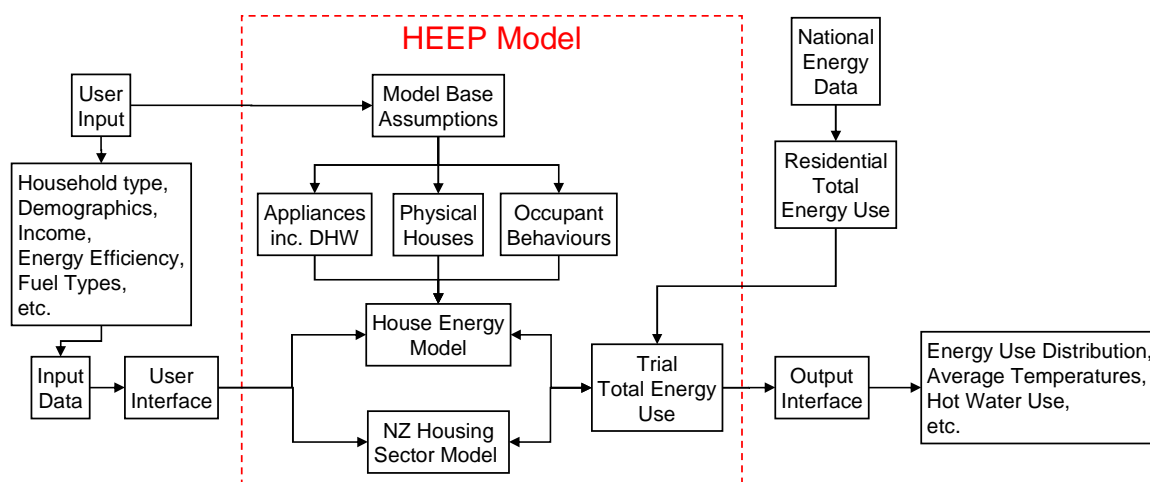 HEEP Model
National
Energy
Data
User
Input
Model Base
Assumptions
Residential
Total
Energy Use
Household type,
Demographics,
Income,
Energy Efficiency,
Fuel Types,
etc.
Appliances
inc. DHW
Physical
Houses
Occupant
Behaviours
House Energy
Model
Input
Data
User
Interface
Trial
Total Energy
Use
Output
Interface
Energy Use Distribution,
Average Temperatures,
Hot Water Use,
etc.
NZ Housing
Sector Model